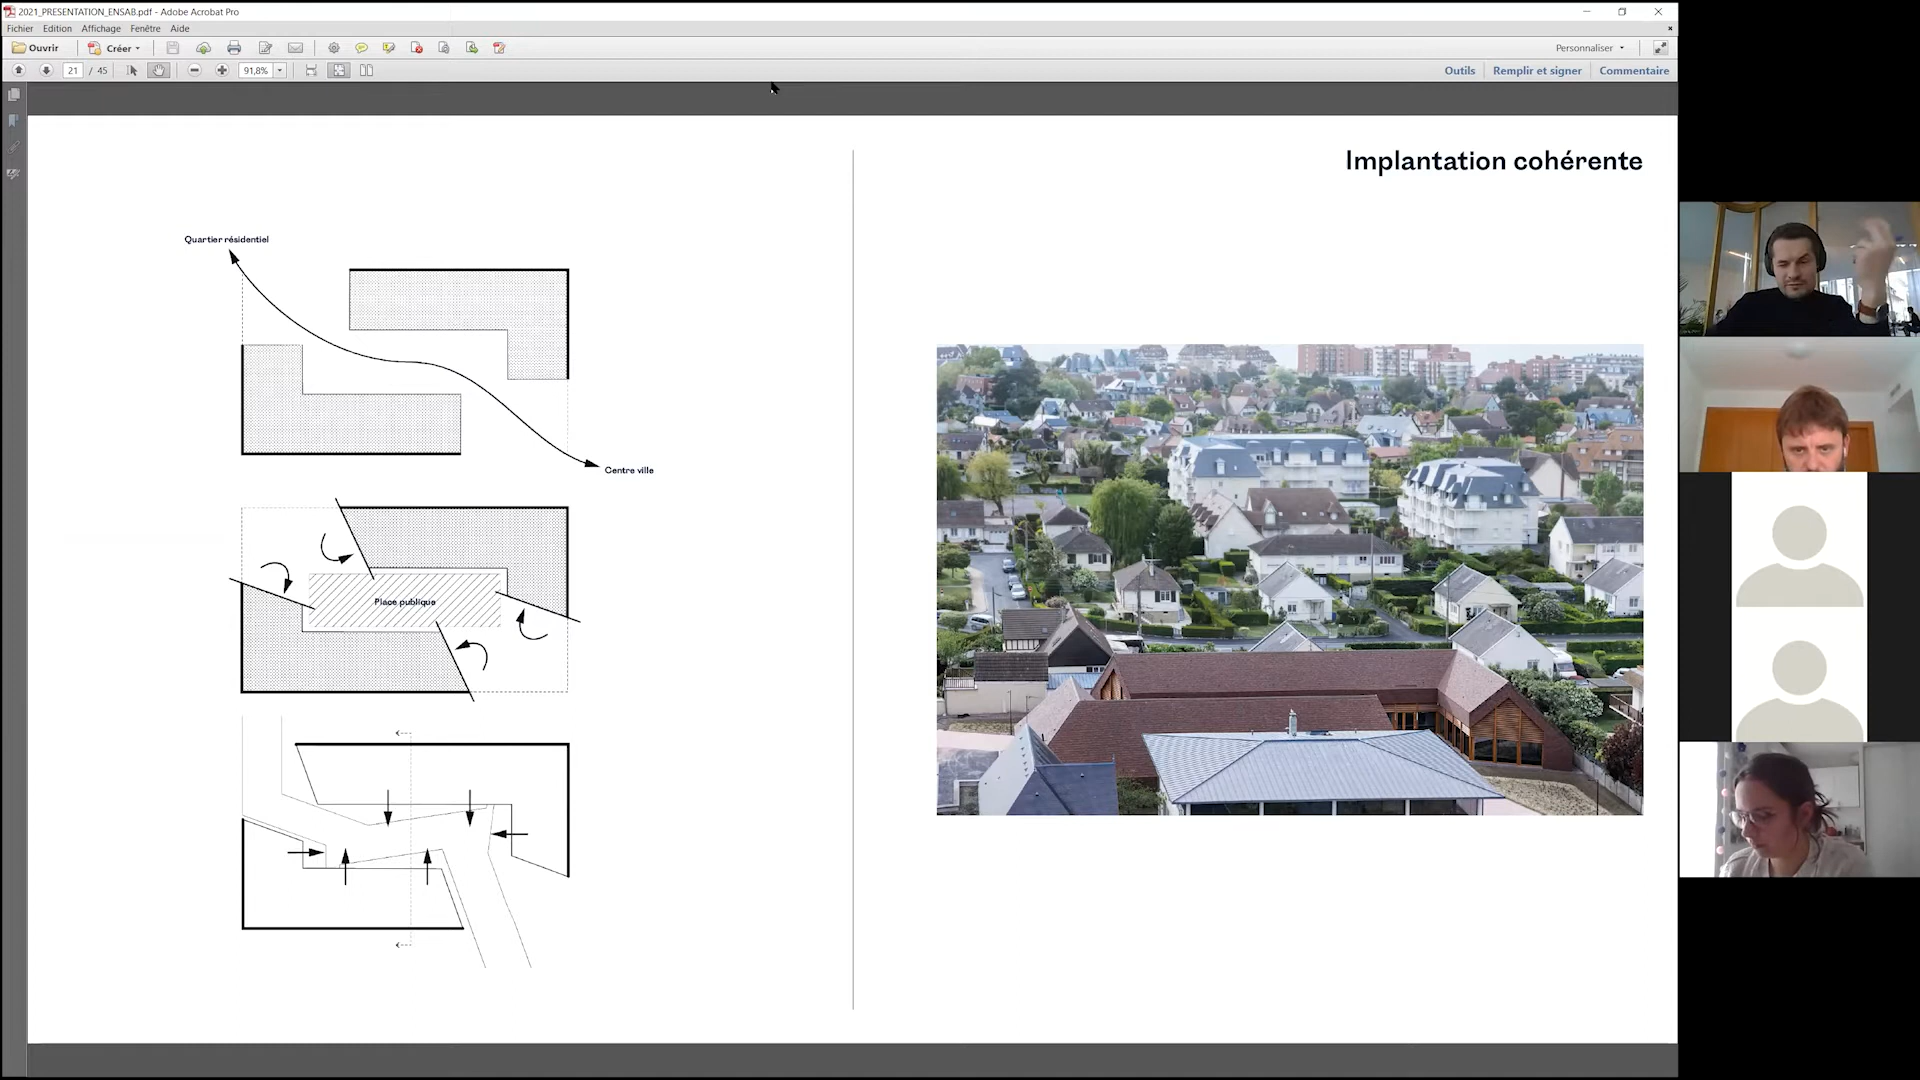 2021_PRESENTATION_ENSAB.pdf - Adobe Acrobat Pro
Fichier Edition Affichage Fenêtre Aide
Ouvrir Créer Personnaliser
21 / 45 91,8% Outils Remplir et signer Commentaire
Implantation cohérente
Quartier résidentiel
Centre ville
Place publique